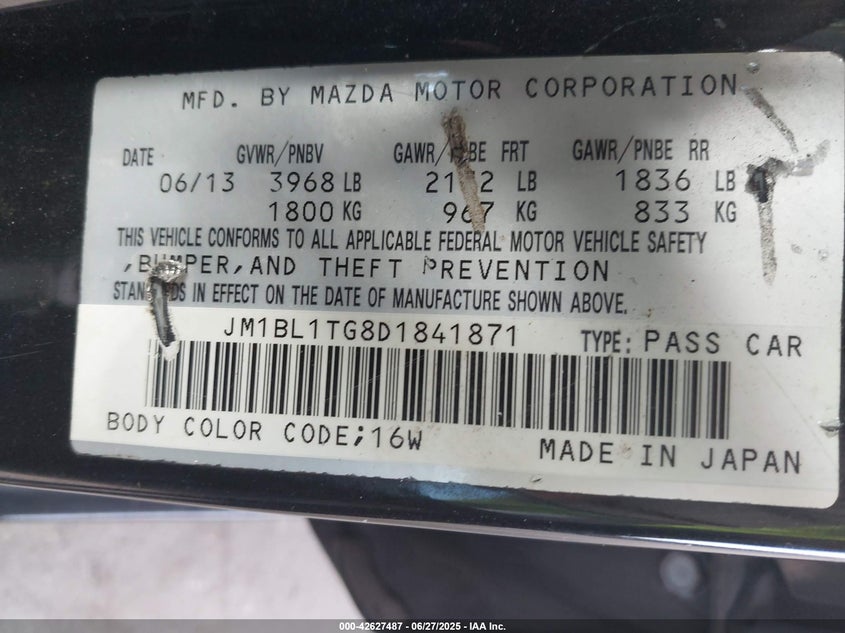 MFD. BY MAZDA MOTOR CORPORATION
DATE GVWR/PNBV GAWR/PNBE FRT GAWR/PNBE RR
06/13 3968 LB 2132 LB 1836 LB
1800 KG 967 KG 833 KG
THIS VEHICLE CONFORMS TO ALL APPLICABLE FEDERAL MOTOR VEHICLE SAFETY
,BUMPER,AND THEFT PREVENTION
STANDARDS IN EFFECT ON THE DATE OF MANUFACTURE SHOWN ABOVE.
JM1BL1TG8D1841871 TYPE: PASS CAR
BODY COLOR CODE;16W
MADE IN JAPAN
000-42627487 - 06/27/2025 - IAA Inc.